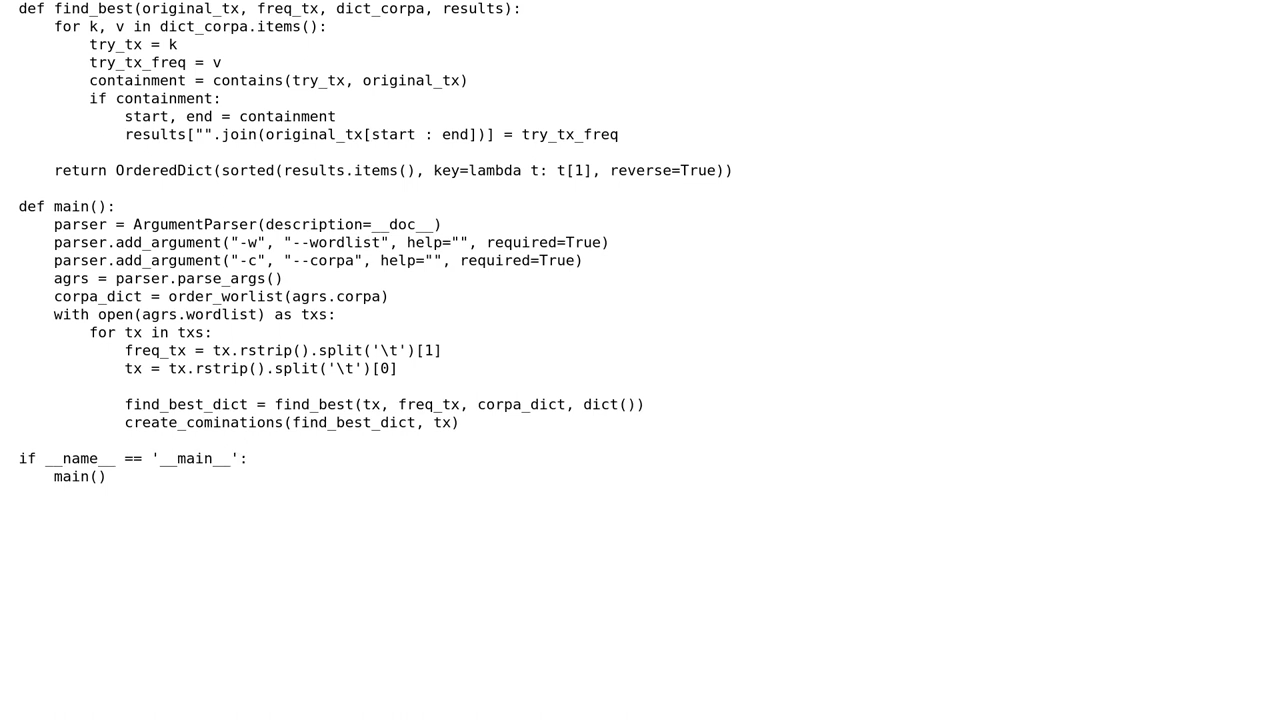 def find_best(original_tx, freq_tx, dict_corpa, results):
    for k, v in dict_corpa.items():
        try_tx = k
        try_tx_freq = v
        containment = contains(try_tx, original_tx)
        if containment:
            start, end = containment
            results["".join(original_tx[start : end])] = try_tx_freq

    return OrderedDict(sorted(results.items(), key=lambda t: t[1], reverse=True))

def main():
    parser = ArgumentParser(description=__doc__)
    parser.add_argument("-w", "--wordlist", help="", required=True)
    parser.add_argument("-c", "--corpa", help="", required=True)
    agrs = parser.parse_args()
    corpa_dict = order_worlist(agrs.corpa)
    with open(agrs.wordlist) as txs:
        for tx in txs:
            freq_tx = tx.rstrip().split('\t')[1]
            tx = tx.rstrip().split('\t')[0]

            find_best_dict = find_best(tx, freq_tx, corpa_dict, dict())
            create_cominations(find_best_dict, tx)

if __name__ == '__main__':
    main()